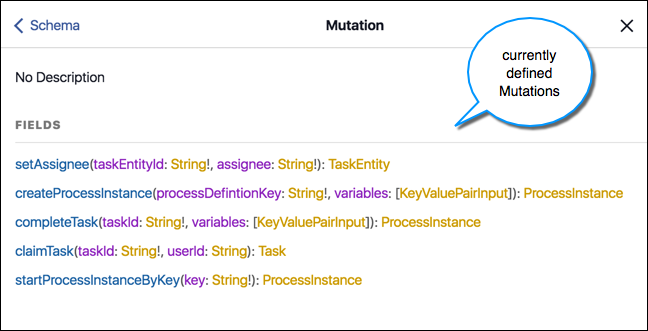 Schema
Mutation
currently
defined
Mutations
No Description
FIELDS
setAssignee(taskEntityId: String!, assignee: String!): TaskEntity
createProcessInstance(processDefintionKey: String!, variables: [KeyValuePairInput]): ProcessInstance
completeTask(taskId: String!, variables: [KeyValuePairInput]): ProcessInstance
claimTask(taskId: String!, userId: String): Task
startProcessInstanceByKey(key: String!): ProcessInstance